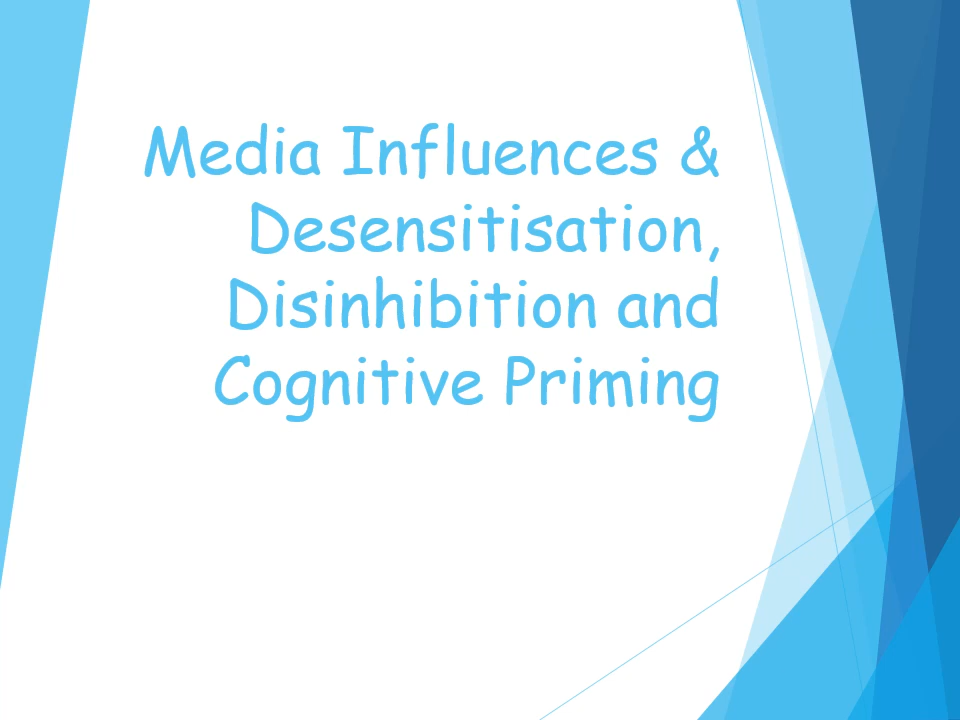 Media Influences &
Desensitisation,
Disinhibition and
Cognitive Priming